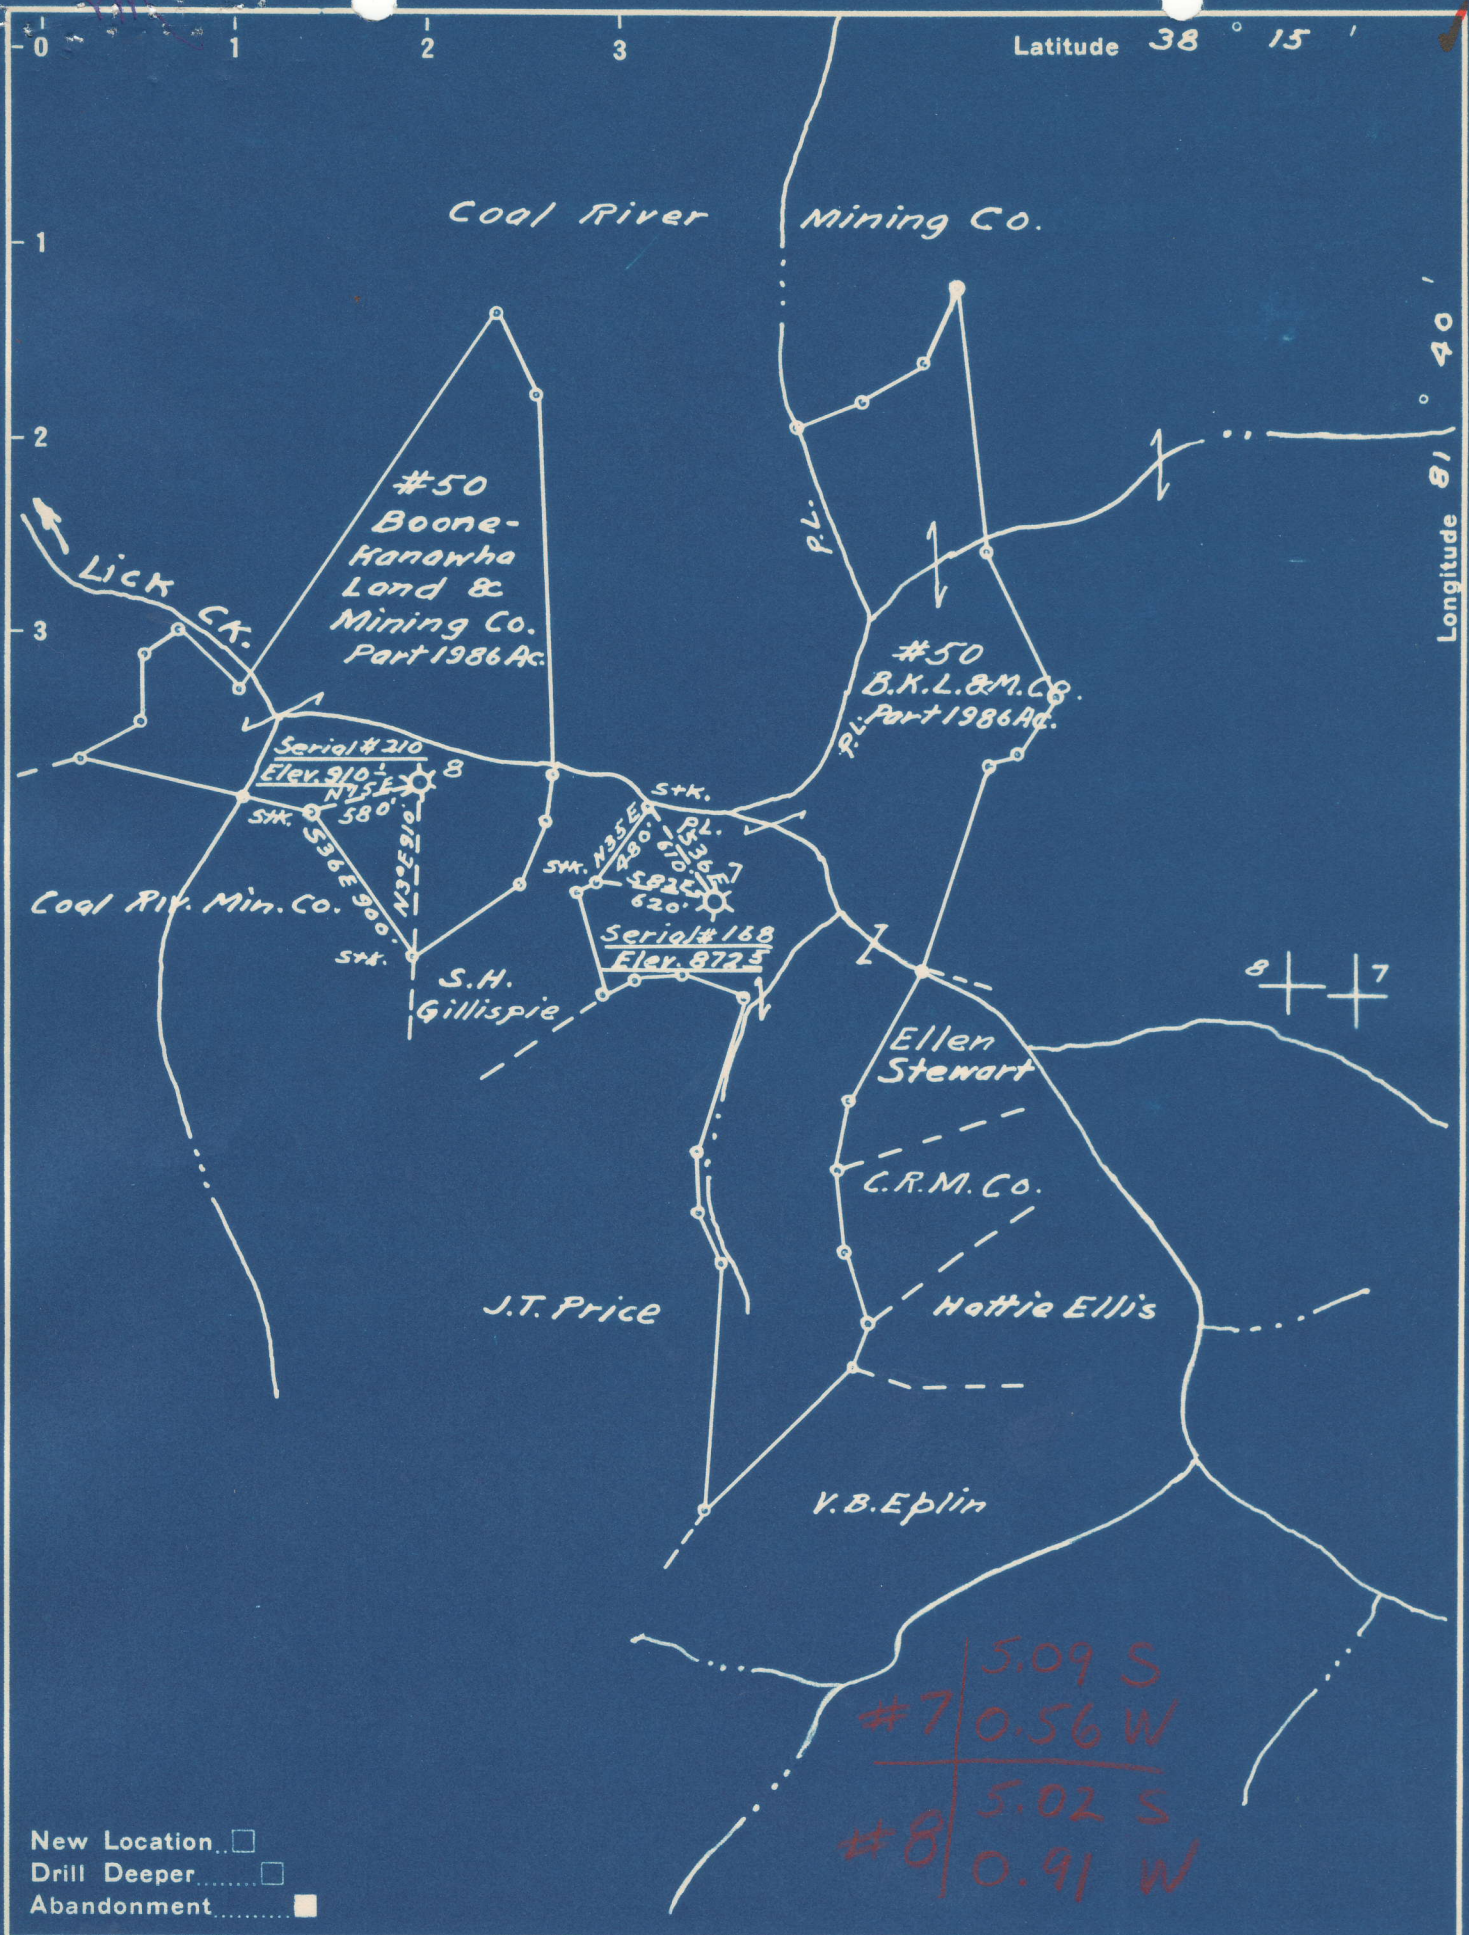 0 1 2 3
Latitude 38 ° 15 '
1
2
3
Longitude 81 ° 40 '
Coal River Mining Co.
#50
Boone-
Kanawha
Land &
Mining Co.
Part 1986 Ac.
Lick Ck.
P.L.
#50
B.K.L.&M.Co.
Part 1986 Ac.
P.L.
Serial # 210
Elev. 910'
8
N75E
580'
Stk.
S36E 900'
N3°E 910'
Stk.
Coal Riv. Min. Co.
S.H.
Gillispie
Stk.
P.L.
N35E
480'
S36E
610'
Stk.
S82E
620'
7
Serial # 168
Elev. 872.5
8 7
Ellen
Stewart
C.R.M. Co.
J.T. Price
Hattie Ellis
V.B. Eplin
#7 5.09 S
0.56 W
#8 5.02 S
0.91 W
New Location
Drill Deeper
Abandonment